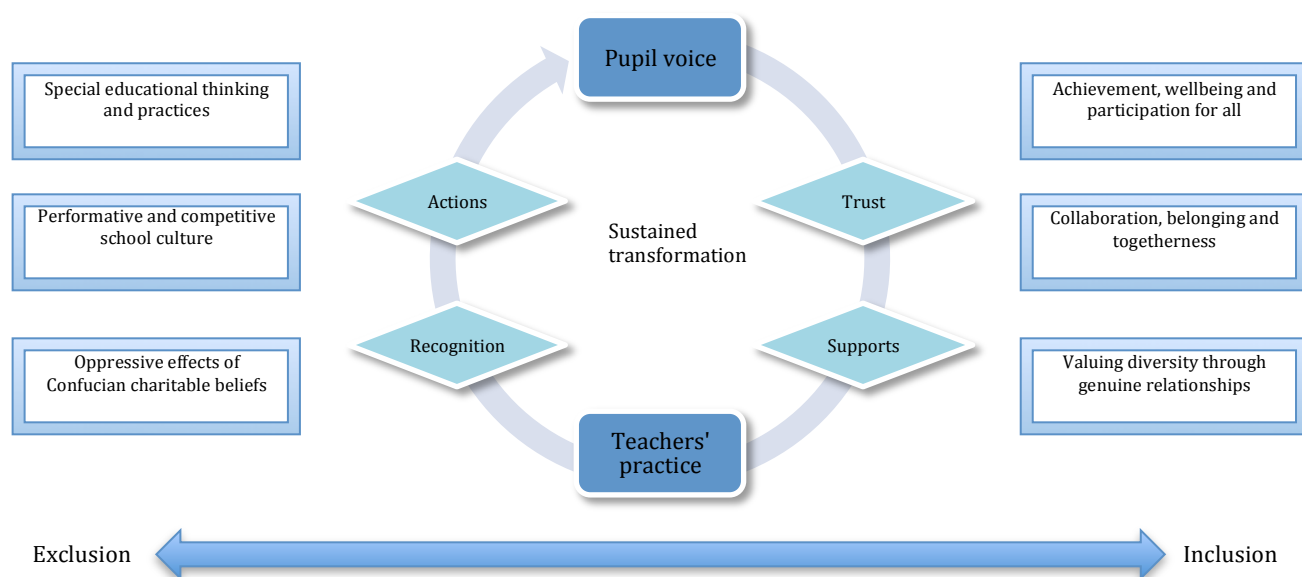 Pupil voice
Special educational thinking
and practices
Achievement, wellbeing and
participation for all
Actions
Trust
Performative and competitive
school culture
Sustained
transformation
Collaboration, belonging and
togetherness
Recognition
Supports
Oppressive effects of
Confucian charitable beliefs
Valuing diversity through
genuine relationships
Teachers'
practice
Exclusion
Inclusion